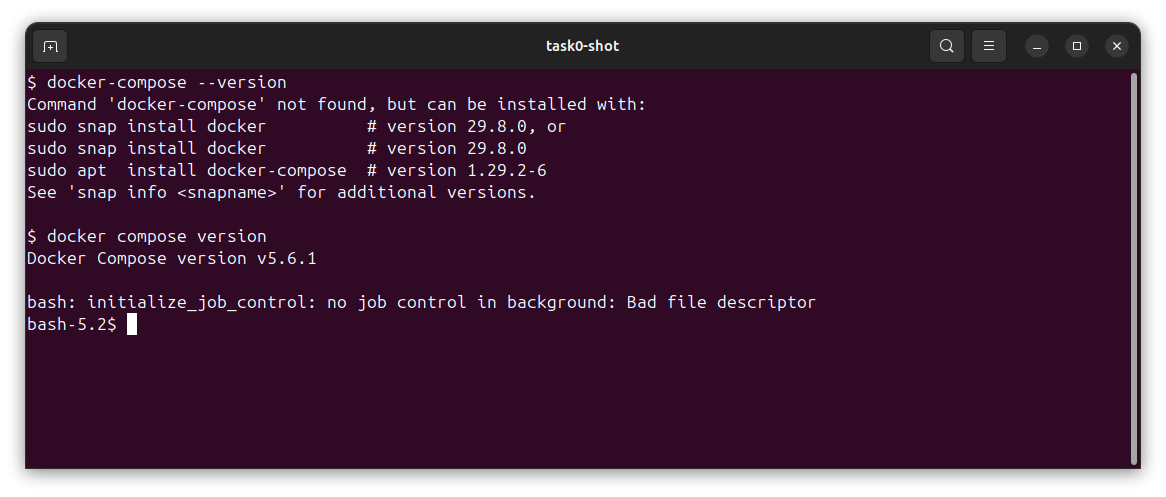 task0-shot
$ docker-compose --version
Command 'docker-compose' not found, but can be installed with:
sudo snap install docker          # version 29.8.0, or
sudo snap install docker          # version 29.8.0
sudo apt  install docker-compose  # version 1.29.2-6
See 'snap info <snapname>' for additional versions.
$ docker compose version
Docker Compose version v5.6.1
bash: initialize_job_control: no job control in background: Bad file descriptor
bash-5.2$